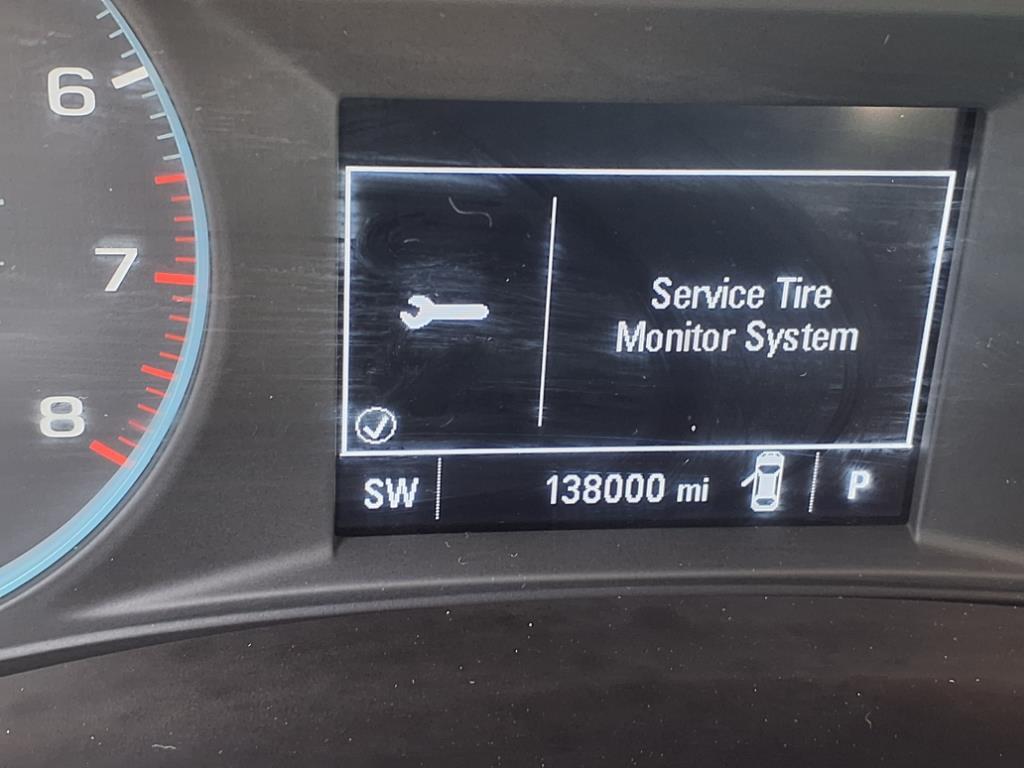 6
7
8
Service Tire
Monitor System
SW 138000 mi P